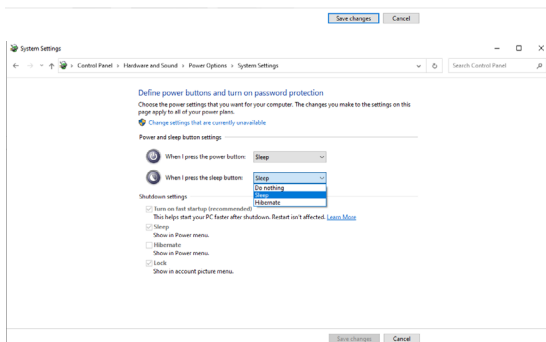 Save changes Cancel
System Settings
Control Panel > Hardware and Sound > Power Options > System Settings
Search Control Panel
Define power buttons and turn on password protection
Choose the power settings that you want for your computer. The changes you make to the settings on this
page apply to all of your power plans.
Change settings that are currently unavailable
Power and sleep button settings
When I press the power button: Sleep
When I press the sleep button: Sleep
Do nothing
Sleep
Hibernate
Shutdown settings
Turn on fast startup (recommended)
This helps start your PC faster after shutdown. Restart isn't affected. Learn More
Sleep
Show in Power menu.
Hibernate
Show in Power menu.
Lock
Show in account picture menu.
Save changes Cancel